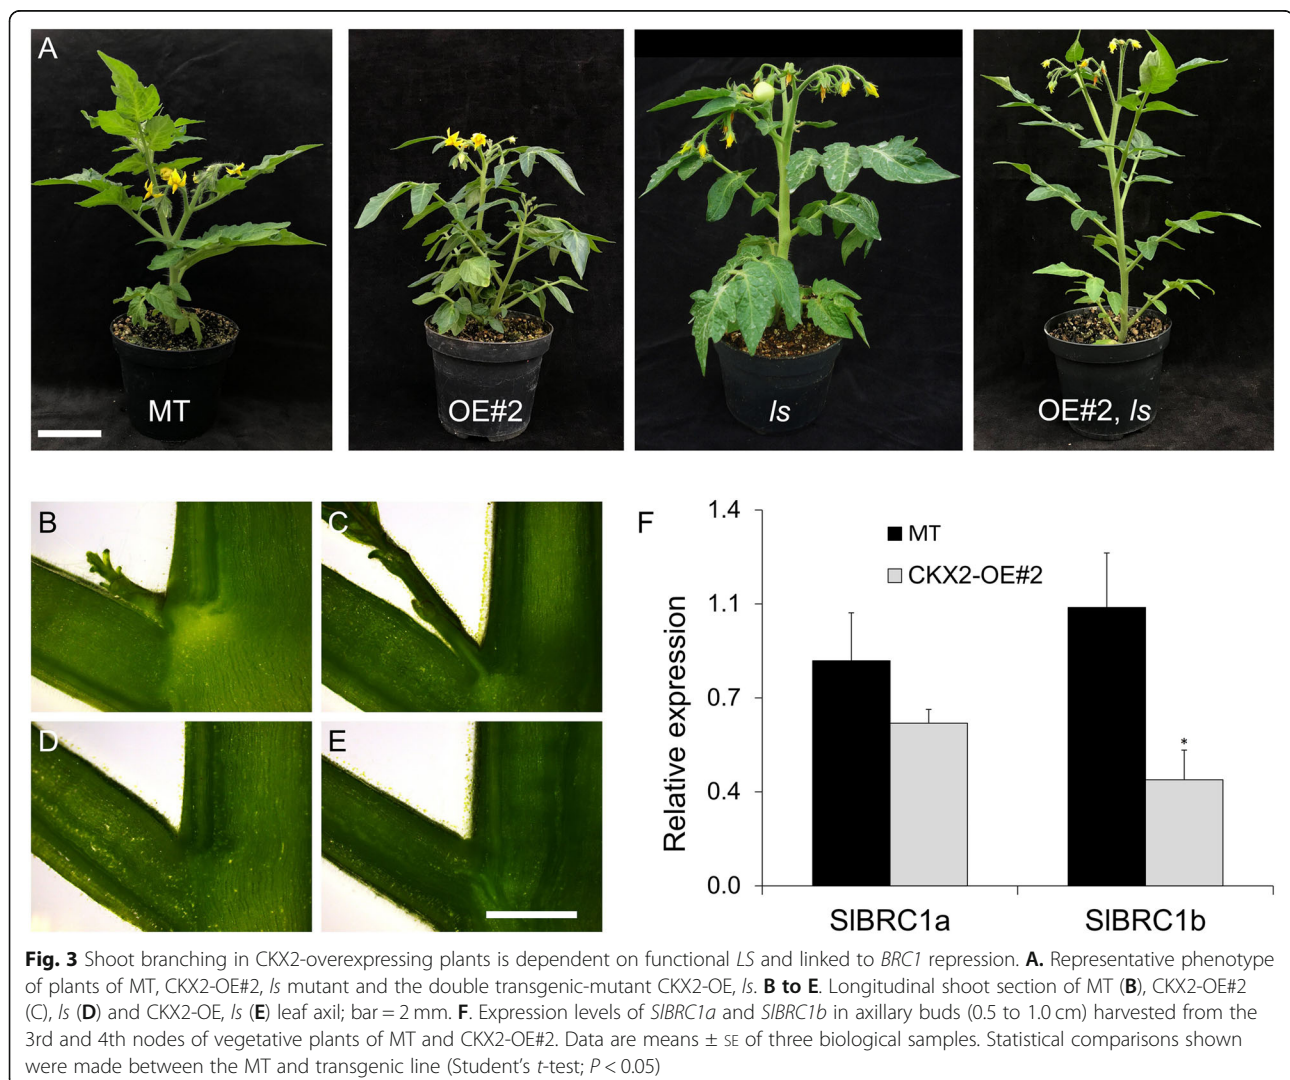 A
MT
OE#2
ls
OE#2, ls
B
C
D
E
F
1.4
1.1
0.7
0.4
0.0
Relative expression
MT
CKX2-OE#2
*
SlBRC1a
SlBRC1b
Fig. 3 Shoot branching in CKX2-overexpressing plants is dependent on functional LS and linked to BRC1 repression. A. Representative phenotype
of plants of MT, CKX2-OE#2, ls mutant and the double transgenic-mutant CKX2-OE, ls. B to E. Longitudinal shoot section of MT (B), CKX2-OE#2
(C), ls (D) and CKX2-OE, ls (E) leaf axil; bar = 2 mm. F. Expression levels of SlBRC1a and SlBRC1b in axillary buds (0.5 to 1.0 cm) harvested from the
3rd and 4th nodes of vegetative plants of MT and CKX2-OE#2. Data are means ± SE of three biological samples. Statistical comparisons shown
were made between the MT and transgenic line (Student's t-test; P < 0.05)